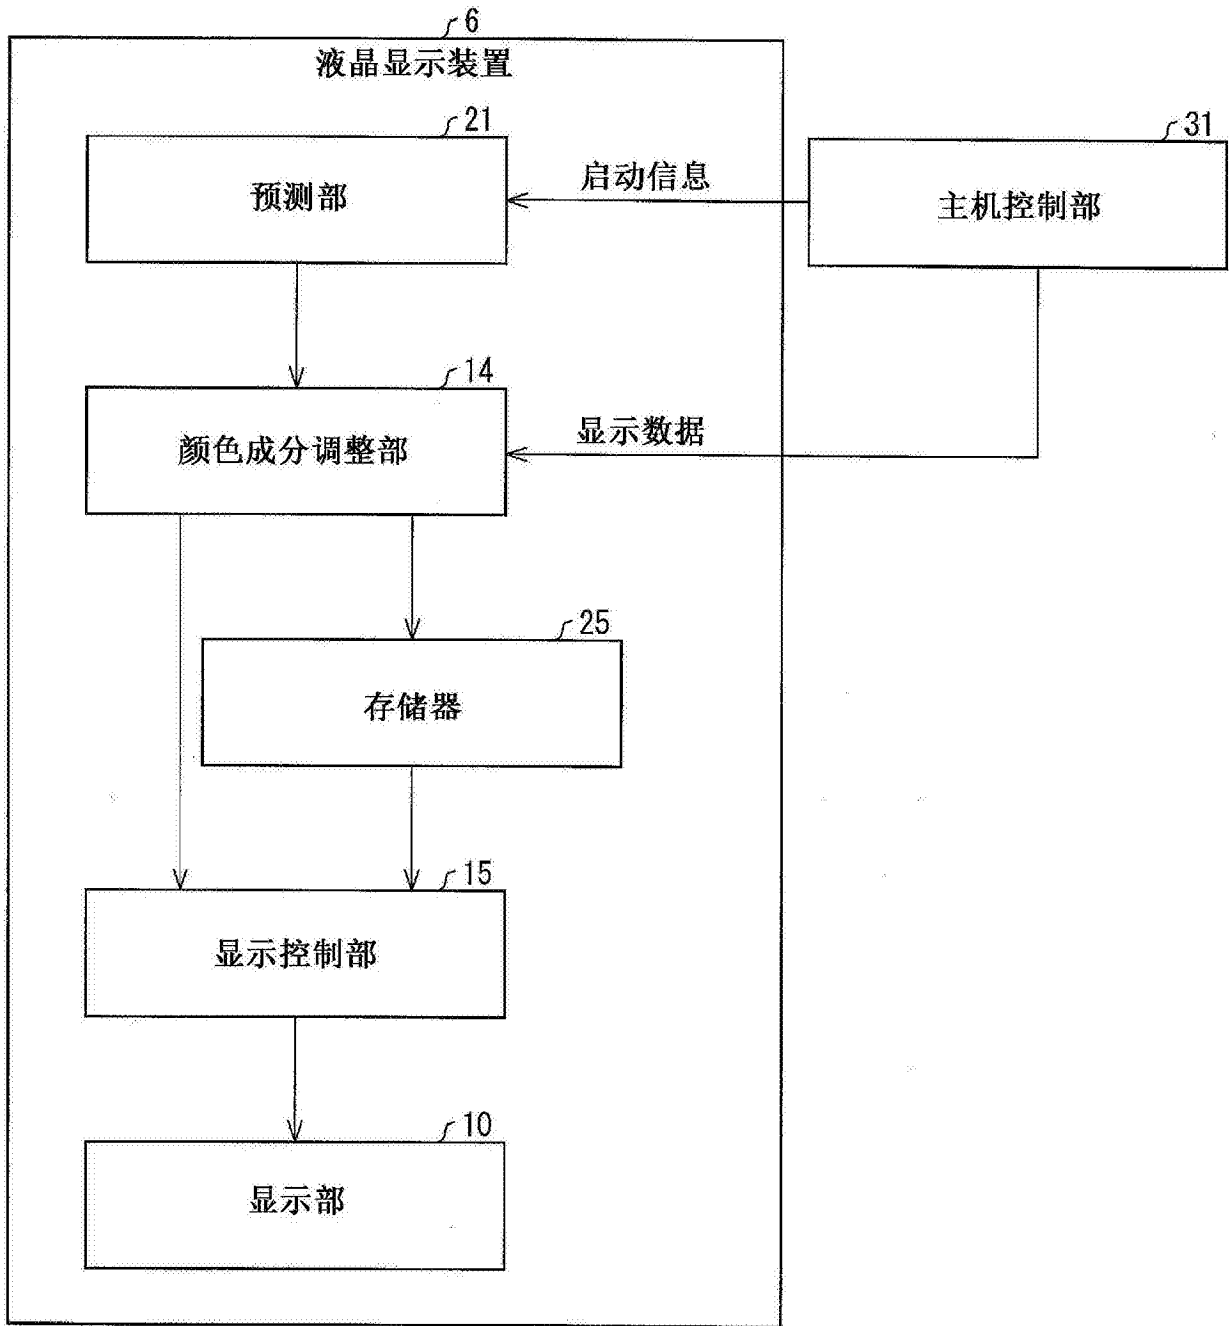 6
液晶显示装置
21
预测部
启动信息
31
主机控制部
14
颜色成分调整部
显示数据
25
存储器
15
显示控制部
10
显示部